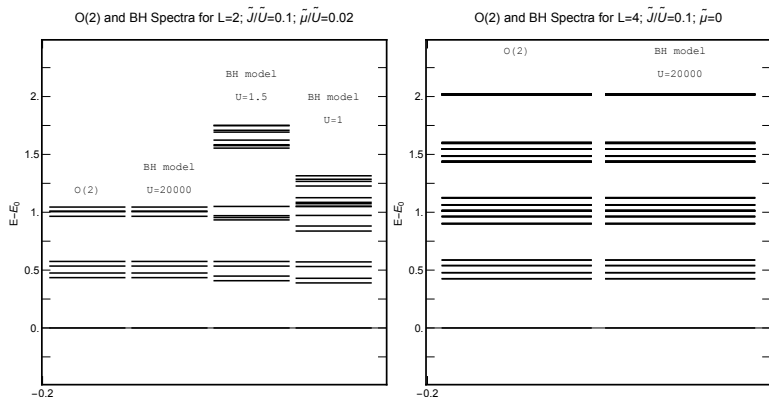 O(2) and BH Spectra for L=2; J̃/Ũ=0.1; μ̃/Ũ=0.02
BH model
U=1.5
BH model
U=1
BH model
U=20000
O(2)
2.
1.5
1.0
0.5
0.
E−E₀
−0.2
O(2) and BH Spectra for L=4; J̃/Ũ=0.1; μ̃=0
O(2)
BH model
U=20000
2.
1.5
1.0
0.5
0.
E−E₀
−0.2